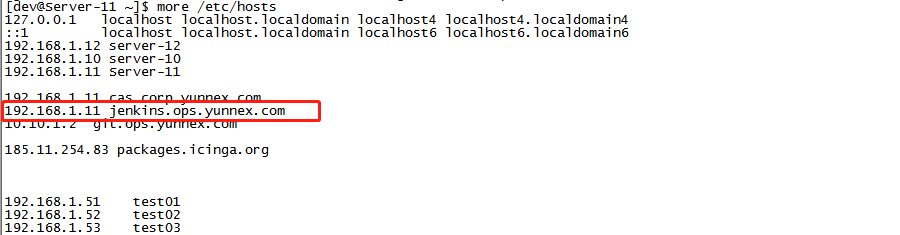 [dev@Server-11 ~]$ more /etc/hosts
127.0.0.1   localhost localhost.localdomain localhost4 localhost4.localdomain4
::1         localhost localhost.localdomain localhost6 localhost6.localdomain6
192.168.1.12 server-12
192.168.1.10 server-10
192.168.1.11 Server-11
192.168.1.11 cas.corp.yunnex.com
192.168.1.11 jenkins.ops.yunnex.com
10.10.1.2  git.ops.yunnex.com
185.11.254.83 packages.icinga.org
192.168.1.51    test01
192.168.1.52    test02
192.168.1.53    test03